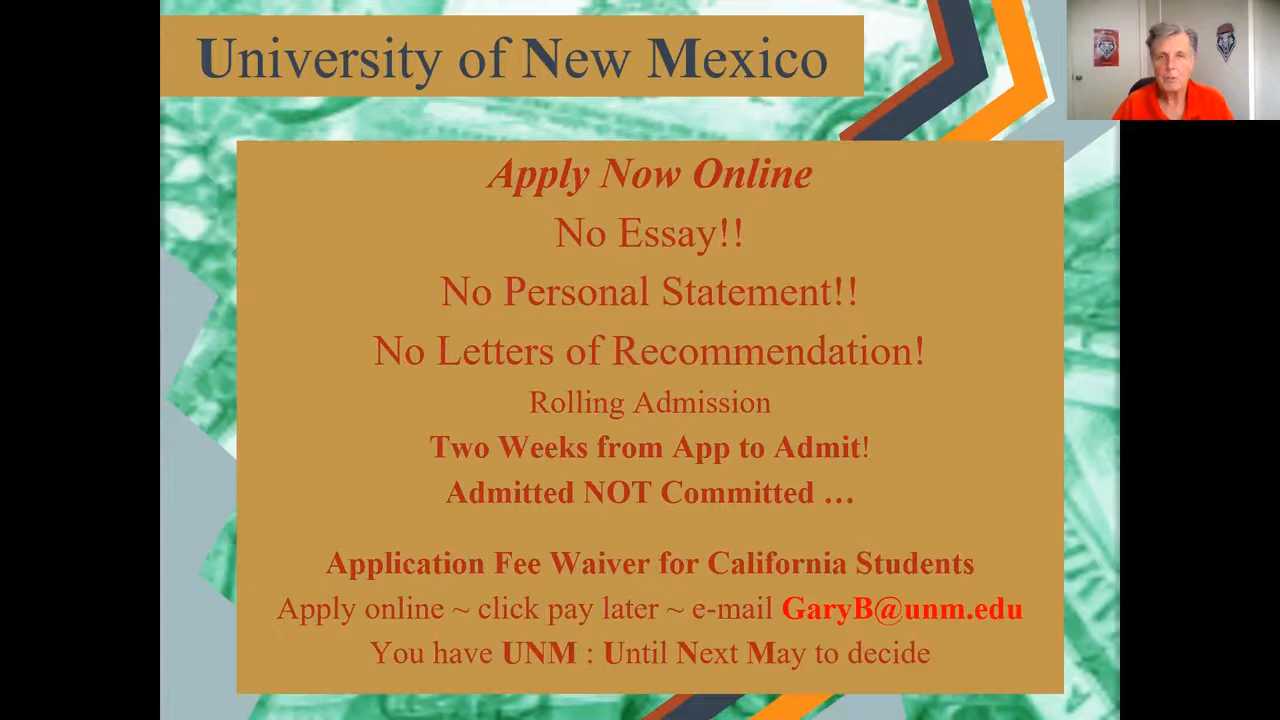 University of New Mexico
Apply Now Online
No Essay!!
No Personal Statement!!
No Letters of Recommendation!
Rolling Admission
Two Weeks from App to Admit!
Admitted NOT Committed …
Application Fee Waiver for California Students
Apply online ~ click pay later ~ e-mail GaryB@unm.edu
You have UNM : Until Next May to decide